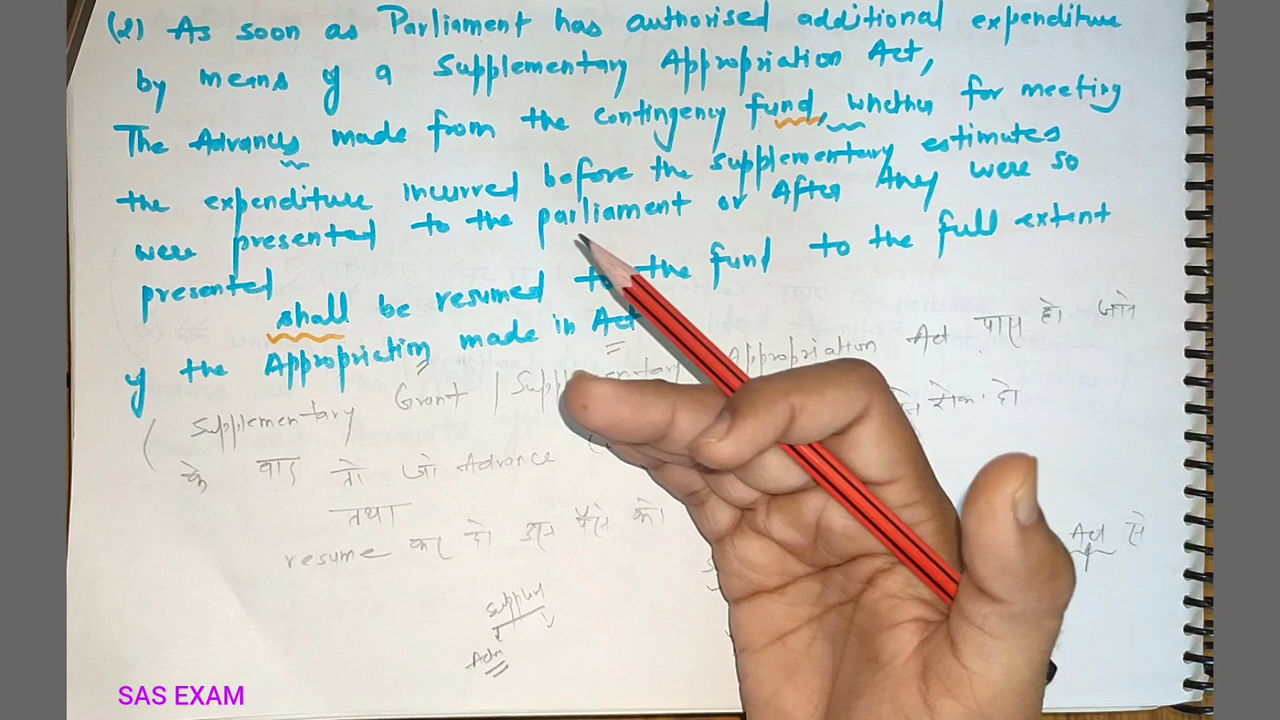 (2) As soon as Parliament has authorised additional expenditure
by means of a Supplementary Appropriation Act,
The Advances made from the contingency fund, whether for meeting
the expenditure incurred before the supplementary estimates
were presented to the parliament or After they were so
presented
shall be resumed to the fund to the full extent
of the Appropriation made in Act
(Supplementary Grant | Supplementary Appropriation Act पास हो जाने
के बाद तो जो Advance
तथा
resume कर दो इस पैसे को
Act से
SAS EXAM